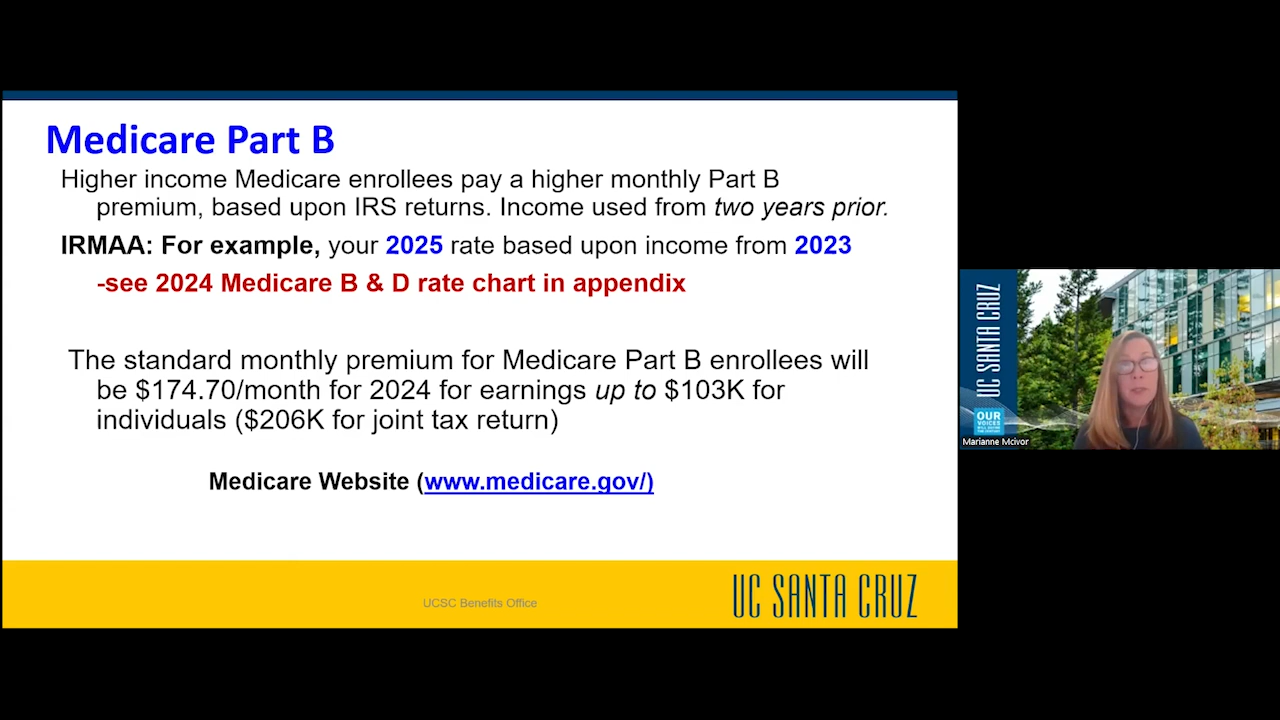 Medicare Part B
Higher income Medicare enrollees pay a higher monthly Part B
premium, based upon IRS returns. Income used from two years prior.
IRMAA: For example, your 2025 rate based upon income from 2023
-see 2024 Medicare B & D rate chart in appendix
The standard monthly premium for Medicare Part B enrollees will
be $174.70/month for 2024 for earnings up to $103K for
individuals ($206K for joint tax return)
Medicare Website (www.medicare.gov/)
UCSC Benefits Office
UC SANTA CRUZ
UC SANTA CRUZ
OUR
VOICES
Marianne Mcivor